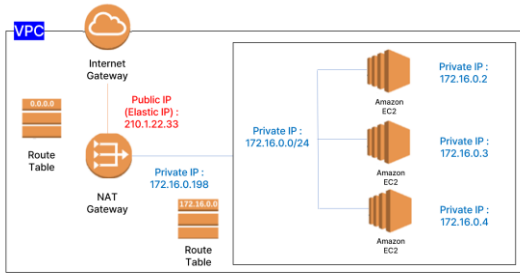 VPC
Internet
Gateway
0.0.0.0
Route
Table
Public IP
(Elastic IP) :
210.1.22.33
NAT
Gateway
Private IP :
172.16.0.198
172.16.0.0
Route
Table
Private IP :
172.16.0.0/24
Amazon
EC2
Private IP :
172.16.0.2
Amazon
EC2
Private IP :
172.16.0.3
Amazon
EC2
Private IP :
172.16.0.4